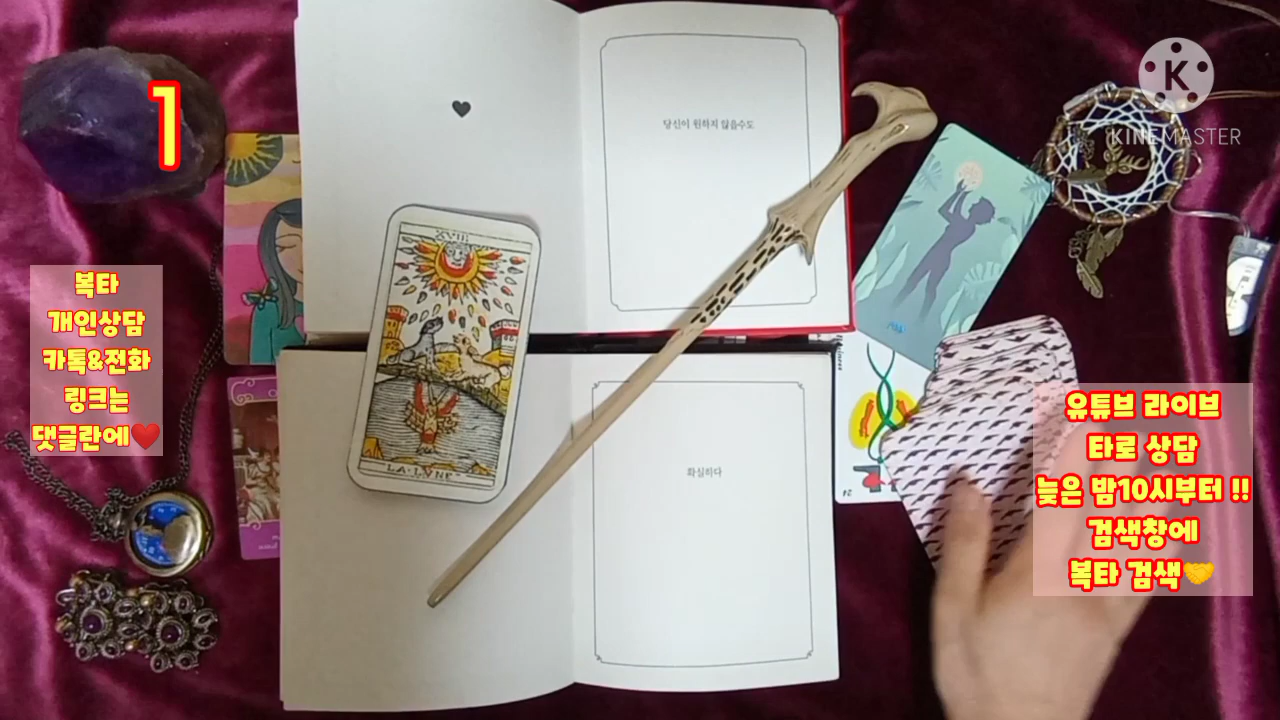 1
KINEMASTER
당신이 원하지 않을수도
XVIII
LA·LVNE
확실하다
24
복타
개인상담
카톡&전화
링크는
댓글란에❤️
유튜브 라이브
타로 상담
늦은 밤10시부터 !!
검색창에
복타 검색🤝